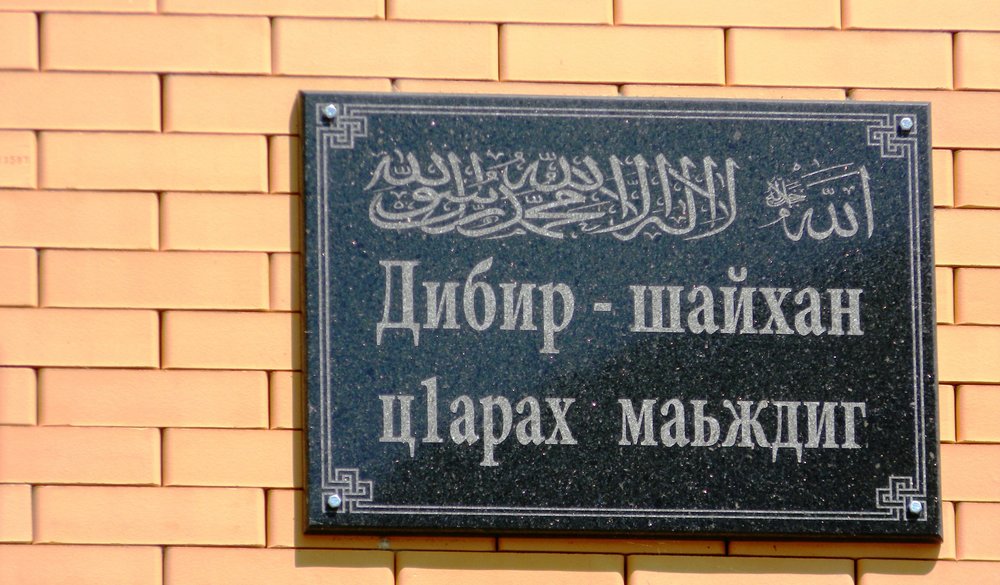 لا اله الا الله محمد رسول الله الله جل جلاله
Дибир - шайхан
ц1арах маьждиг